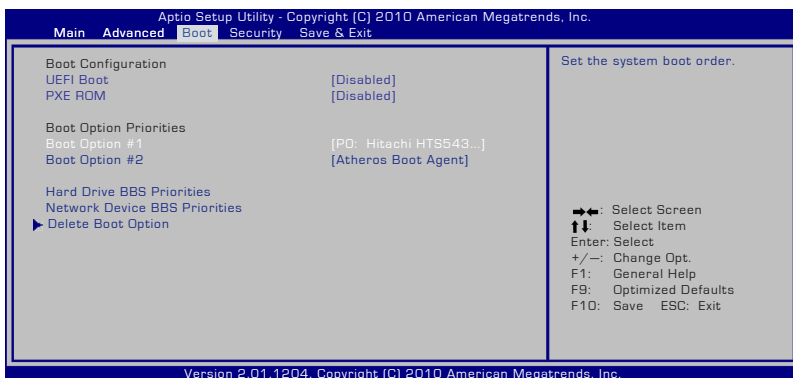 Aptio Setup Utility - Copyright (C) 2010 American Megatrends, Inc.
Main Advanced Boot Security Save & Exit
Boot Configuration
UEFI Boot [Disabled]
PXE ROM [Disabled]
Boot Option Priorities
Boot Option #1 [P0: Hitachi HTS543...]
Boot Option #2 [Atheros Boot Agent]
Hard Drive BBS Priorities
Network Device BBS Priorities
Delete Boot Option
Set the system boot order.
→←: Select Screen
↑↓: Select Item
Enter: Select
+/—: Change Opt.
F1: General Help
F9: Optimized Defaults
F10: Save ESC: Exit
Version 2.01.1204. Copyright (C) 2010 American Megatrends, Inc.